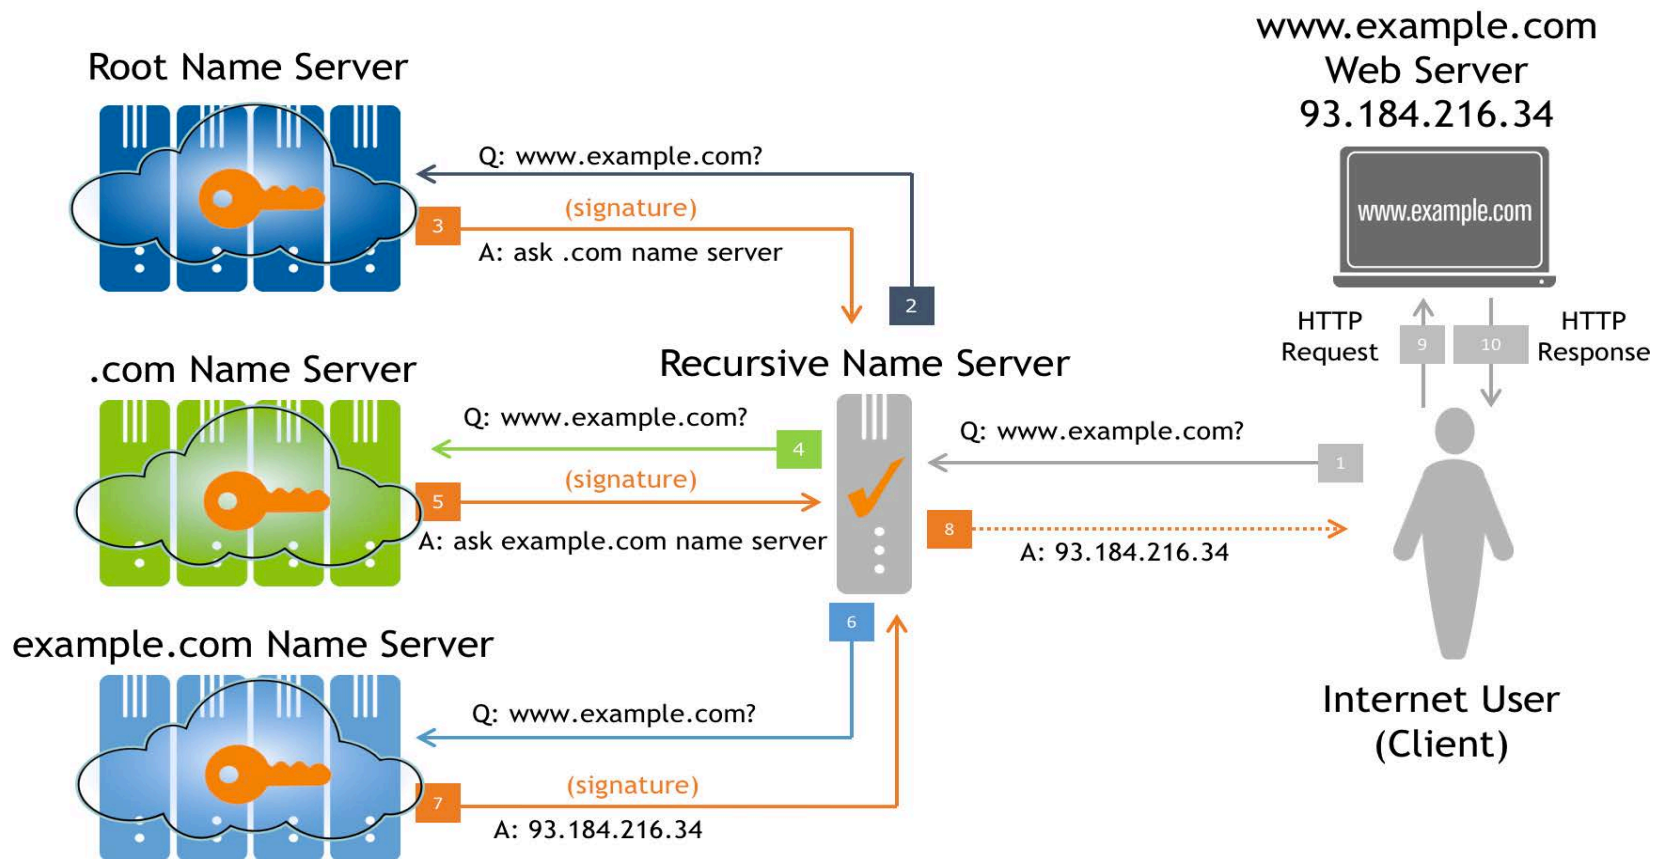 Root Name Server
Q: www.example.com?
2
3
(signature)
A: ask .com name server
.com Name Server
Q: www.example.com?
4
5
(signature)
A: ask example.com name server
example.com Name Server
6
Q: www.example.com?
7
(signature)
A: 93.184.216.34
Recursive Name Server
Q: www.example.com?
1
8
A: 93.184.216.34
www.example.com
Web Server
93.184.216.34
www.example.com
HTTP
Request
9
10
HTTP
Response
Internet User
(Client)